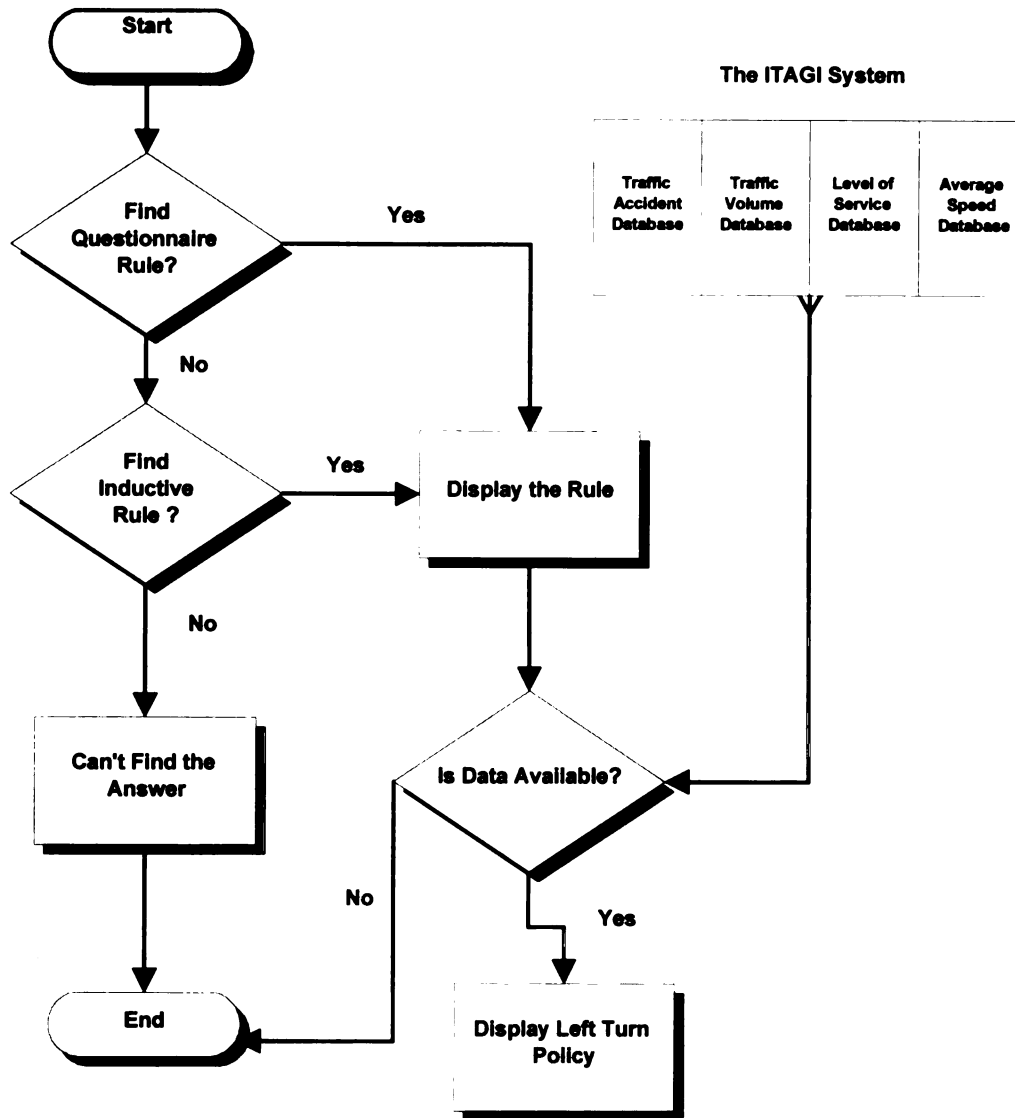 Start
The ITAGI System
Traffic
Accident
Database
Traffic
Volume
Database
Level of
Service
Database
Average
Speed
Database
Find
Questionnaire
Rule?
Yes
No
Find
Inductive
Rule ?
Yes
Display the Rule
No
Can't Find the
Answer
Is Data Available?
No
Yes
End
Display Left Turn
Policy